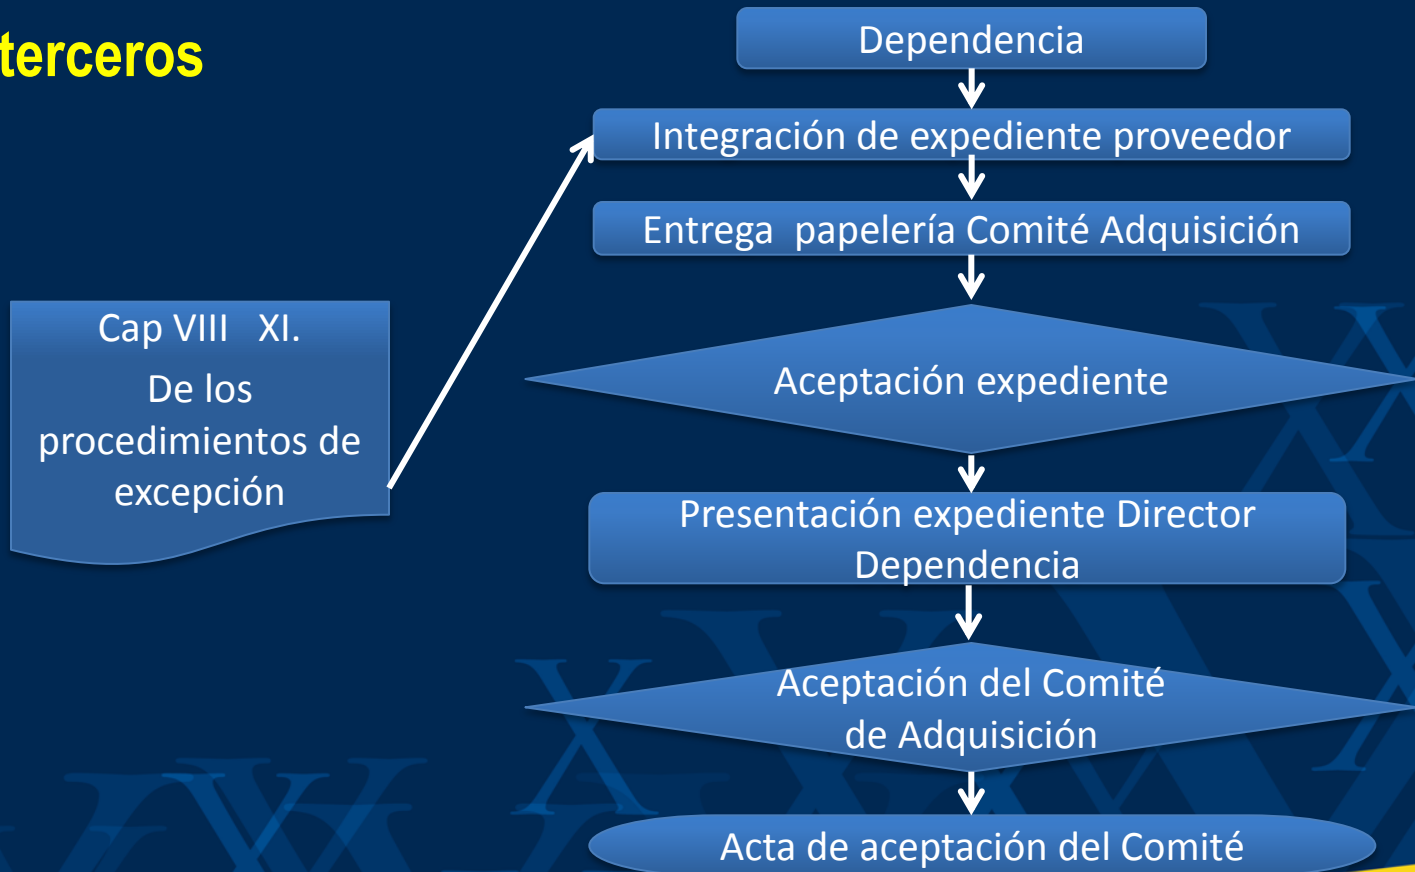 terceros
Dependencia
Integración de expediente proveedor
Entrega  papelería Comité Adquisición
Cap VIII   XI.
De los
procedimientos de
excepción
Aceptación expediente
Presentación expediente Director
Dependencia
Aceptación del Comité
de Adquisición
Acta de aceptación del Comité